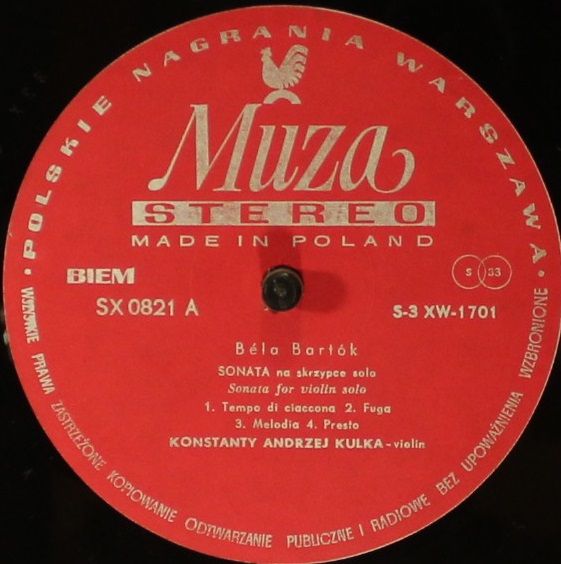 · POLSKIE NAGRANIA WARSZAWA ·
Muza
STEREO
MADE IN POLAND
BIEM
S 33
SX 0821 A
S-3 XW-1701
Béla Bartók
SONATA na skrzypce solo
Sonata for violin solo
1. Tempo di ciaccona 2. Fuga
3. Melodia 4. Presto
KONSTANTY ANDRZEJ KULKA - violin
WSZELKIE PRAWA ZASTRZEŻONE KOPIOWANIE ODTWARZANIE PUBLICZNE I RADIOWE BEZ UPOWAŻNIENIA WZBRONIONE